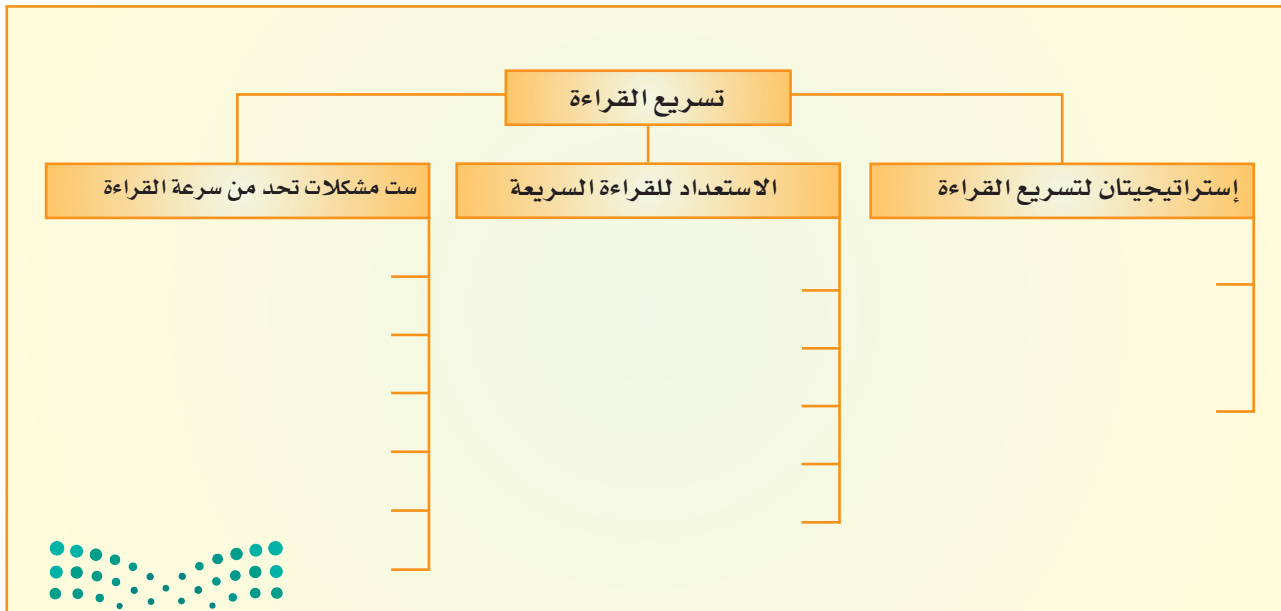 تسريع القراءة
إستراتيجيتان لتسريع القراءة
الاستعداد للقراءة السريعة
ست مشكلات تحد من سرعة القراءة